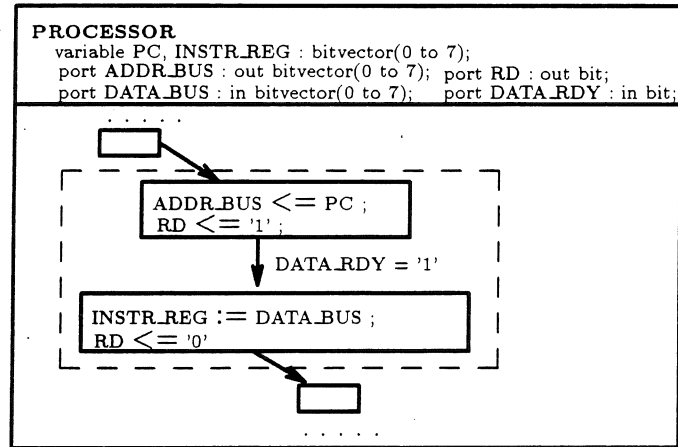 PROCESSOR
variable PC, INSTR_REG : bitvector(0 to 7);
port ADDR_BUS : out bitvector(0 to 7); port RD : out bit;
port DATA_BUS : in bitvector(0 to 7); port DATA_RDY : in bit;
. . . . .
ADDR_BUS <= PC ;
RD <= '1' ;
DATA_RDY = '1'
INSTR_REG := DATA_BUS ;
RD <= '0'
. . . . .